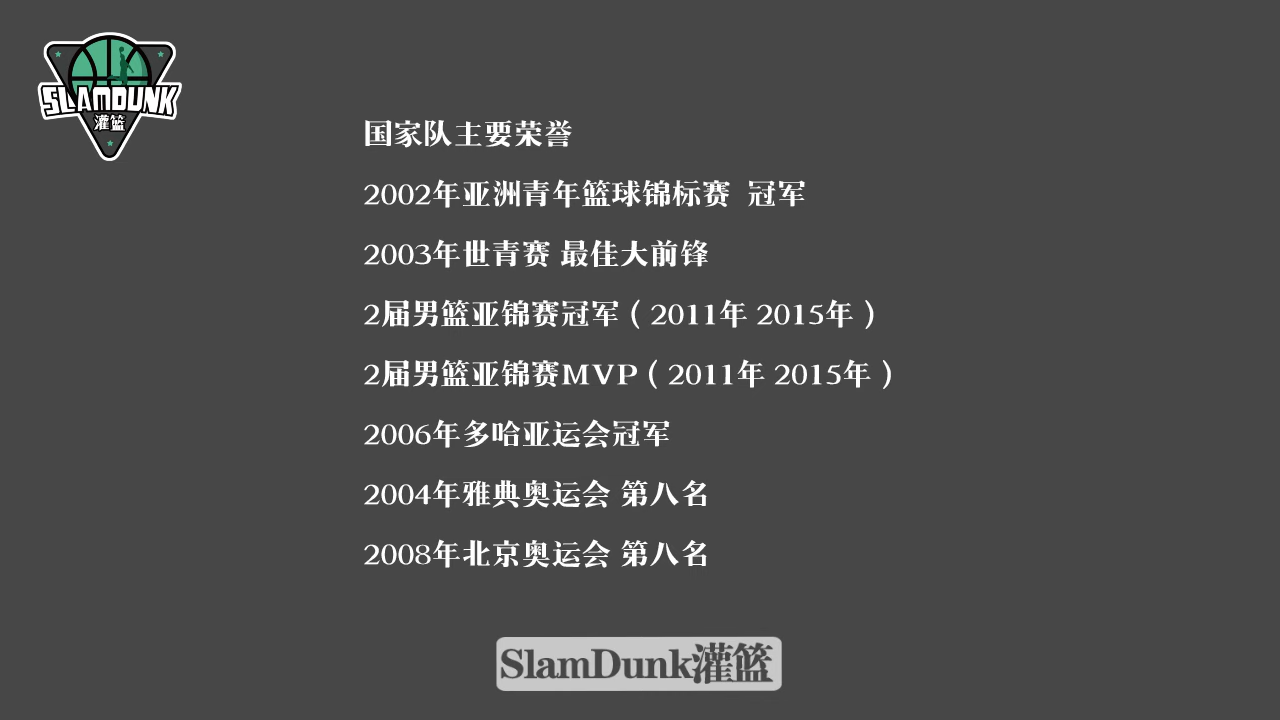 SLAMDUNK
灌篮
国家队主要荣誉
2002年亚洲青年篮球锦标赛 冠军
2003年世青赛 最佳大前锋
2届男篮亚锦赛冠军（2011年 2015年）
2届男篮亚锦赛MVP（2011年 2015年）
2006年多哈亚运会冠军
2004年雅典奥运会 第八名
2008年北京奥运会 第八名
SlamDunk灌篮